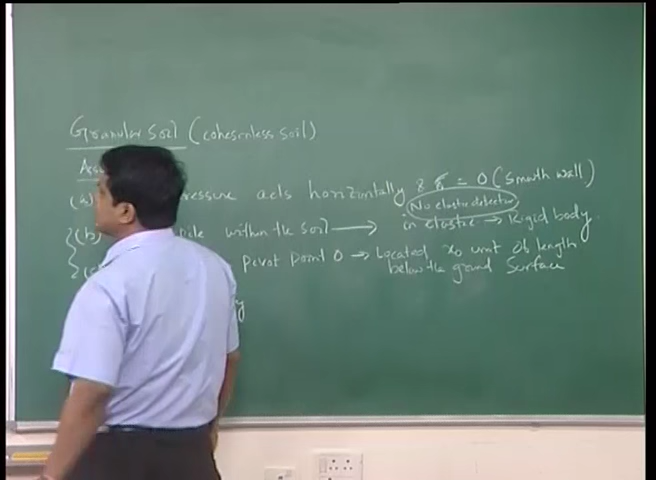 Granular Soil (cohesionless soil)
Ass
(a) ressure acts horizontally & δ = 0 (smooth wall)
No elastic deflection
(b) pile within the soil → inelastic → Rigid body.
Pivot point O → Located x₀ unit of length
below the ground surface
y